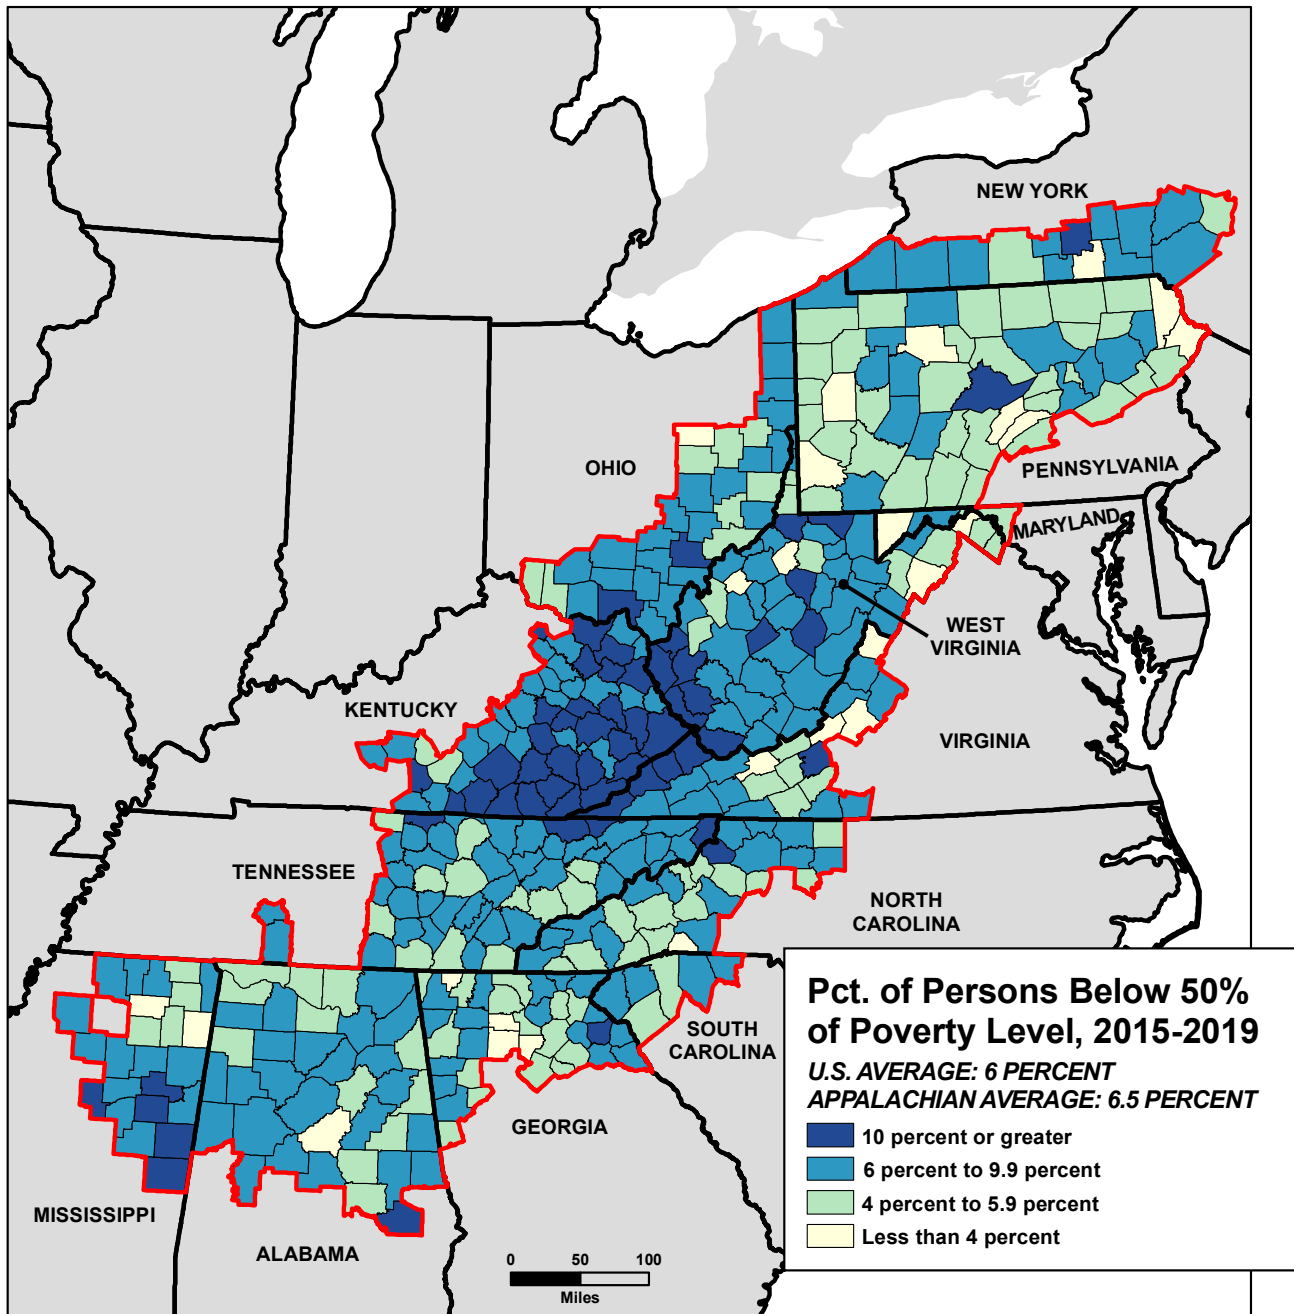 NEW YORK
OHIO
PENNSYLVANIA
MARYLAND
WEST
VIRGINIA
KENTUCKY
VIRGINIA
TENNESSEE
NORTH
CAROLINA
SOUTH
CAROLINA
GEORGIA
MISSISSIPPI
ALABAMA
Pct. of Persons Below 50%
of Poverty Level, 2015-2019
U.S. AVERAGE: 6 PERCENT
APPALACHIAN AVERAGE: 6.5 PERCENT
10 percent or greater
6 percent to 9.9 percent
4 percent to 5.9 percent
Less than 4 percent
0 50 100
Miles